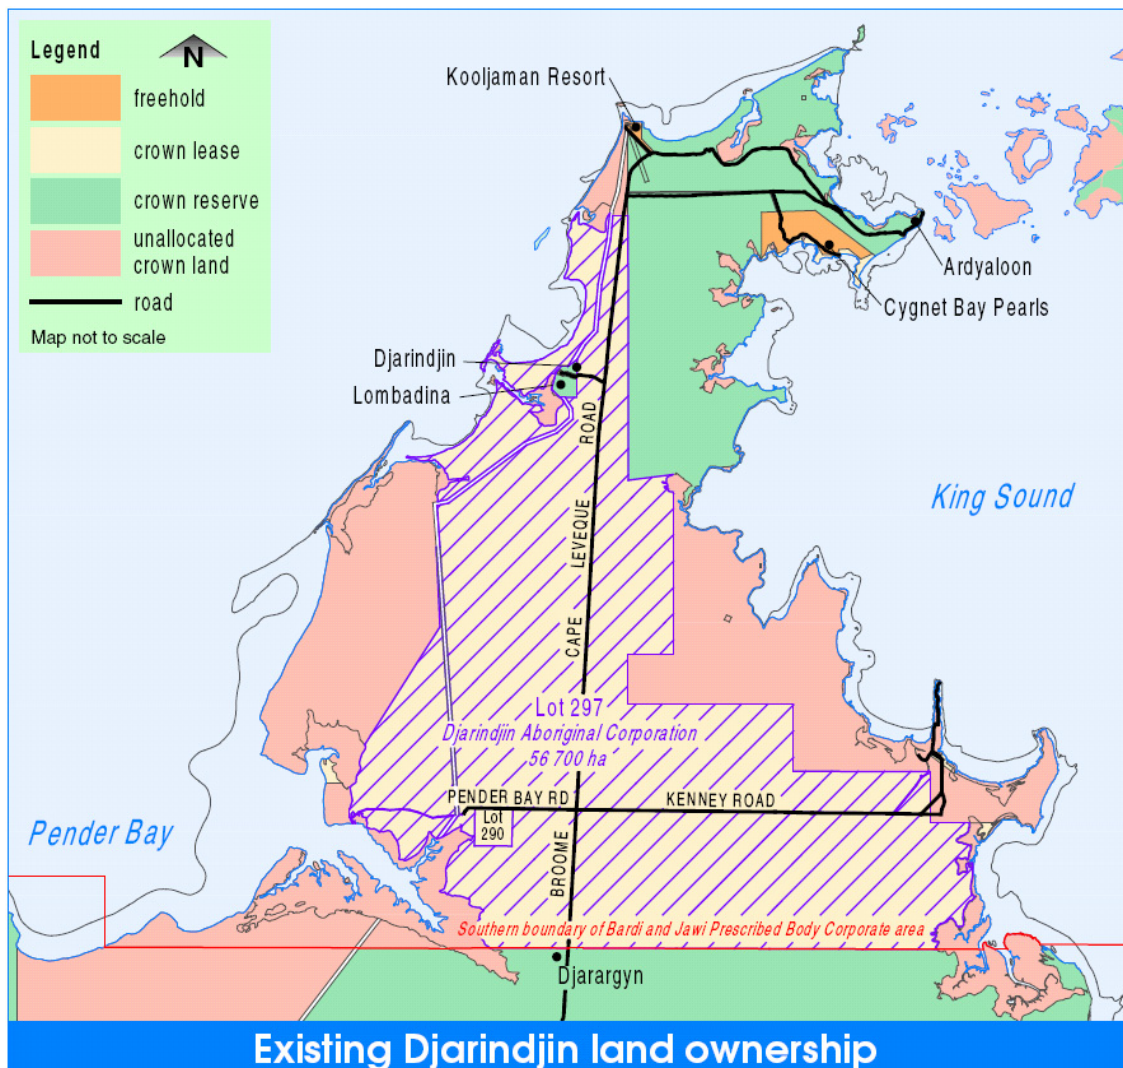 Legend
N
freehold
crown lease
crown reserve
unallocated
crown land
road
Map not to scale
Kooljaman Resort
Ardyaloon
Cygnet Bay Pearls
Djarindjin
Lombadina
ROAD
LEVEQUE
CAPE
King Sound
Lot 297
Djarindjin Aboriginal Corporation
56 700 ha
PENDER BAY RD
KENNEY ROAD
Lot
290
Pender Bay
BROOME
Southern boundary of Bardi and Jawi Prescribed Body Corporate area
Djarargyn
Existing Djarindjin land ownership